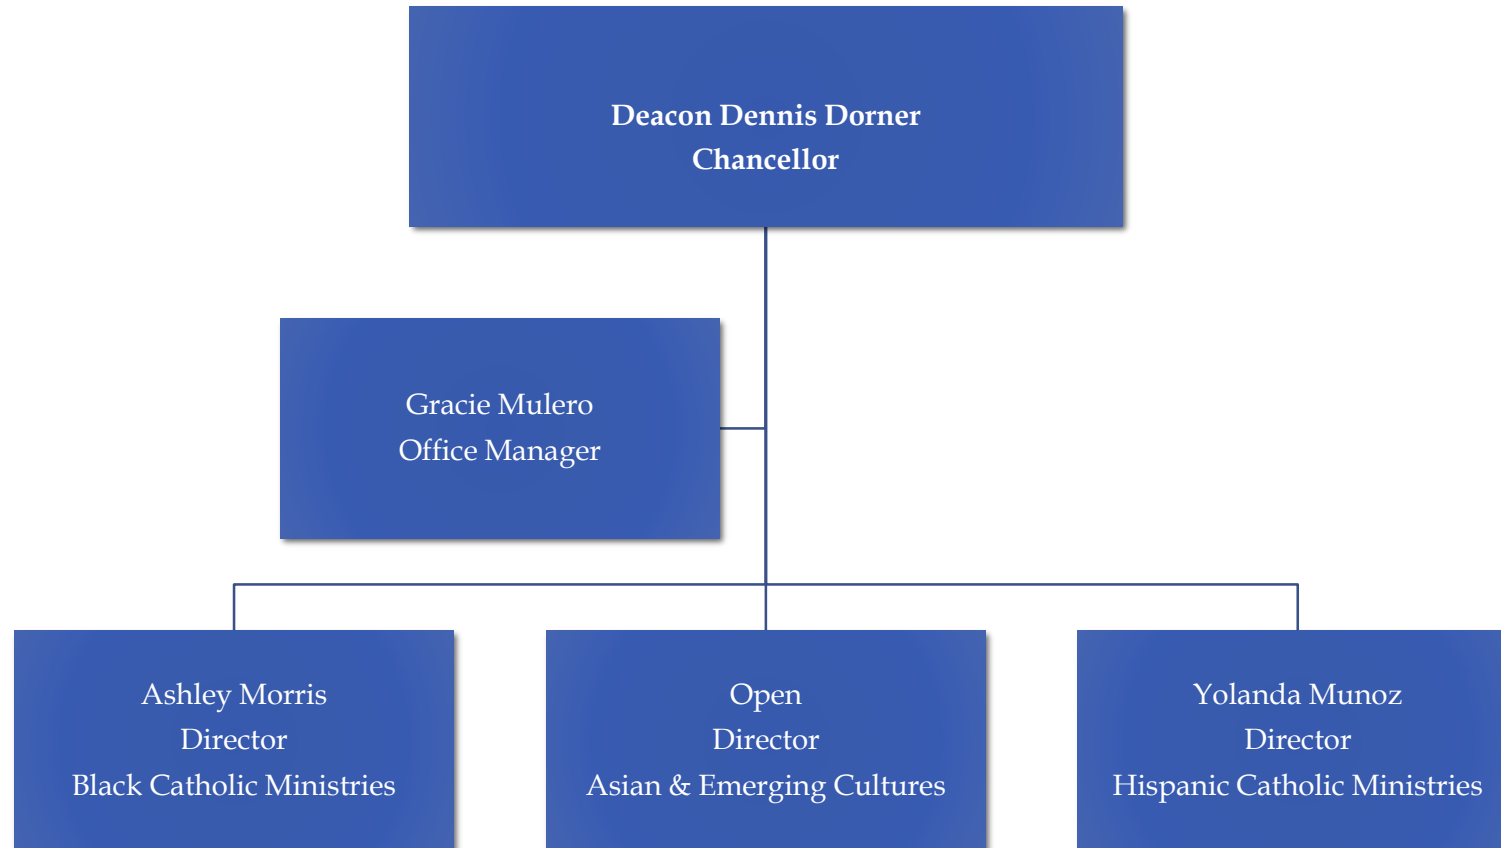 Deacon Dennis Dorner
Chancellor
Gracie Mulero
Office Manager
Ashley Morris
Director
Black Catholic Ministries
Open
Director
Asian & Emerging Cultures
Yolanda Munoz
Director
Hispanic Catholic Ministries